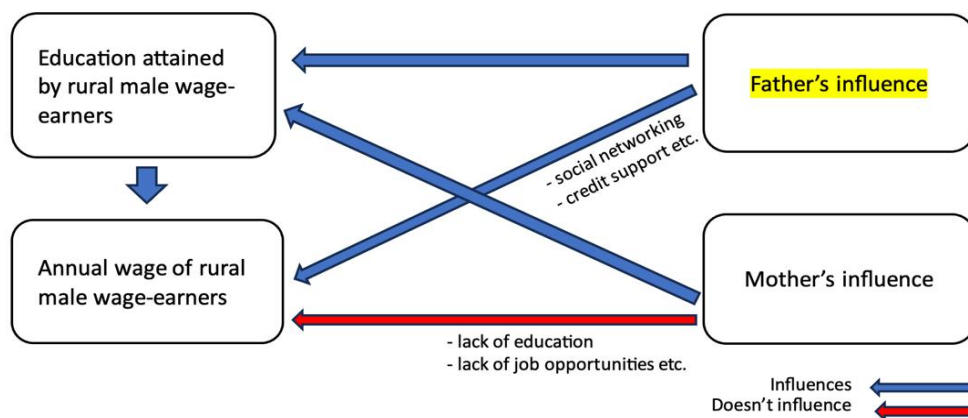 Education attained
by rural male wage-
earners
Father's influence
- social networking
- credit support etc.
Annual wage of rural
male wage-earners
Mother's influence
- lack of education
- lack of job opportunities etc.
Influences
Doesn't influence